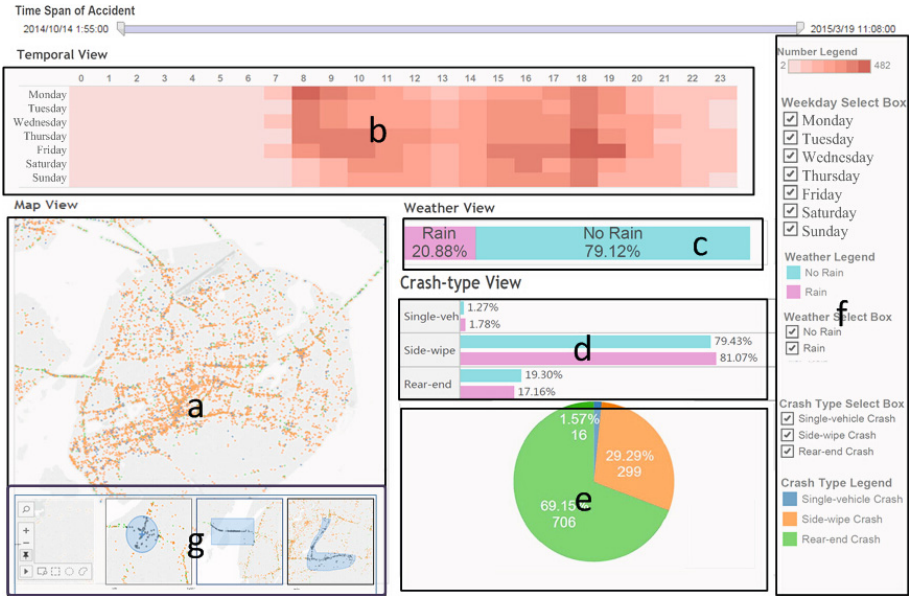 Time Span of Accident
2014/10/14 1:55:00 2015/3/19 11:08:00
Temporal View
0 1 2 3 4 5 6 7 8 9 10 11 12 13 14 15 16 17 18 19 20 21 22 23
Monday
Tuesday
Wednesday
Thursday
Friday
Saturday
Sunday
b
Map View
a
g
Weather View
Rain
20.88%
No Rain
79.12%
c
Crash-type View
Single-veh
1.27%
1.78%
Side-wipe
79.43%
81.07%
Rear-end
19.30%
17.16%
d
1.57%
16
29.29%
299
69.15%
706
e
Number Legend
2 482
Weekday Select Box
Monday
Tuesday
Wednesday
Thursday
Friday
Saturday
Sunday
Weather Legend
No Rain
Rain
f
Weather Select Box
No Rain
Rain
Crash Type Select Box
Single-vehicle Crash
Side-wipe Crash
Rear-end Crash
Crash Type Legend
Single-vehicle Crash
Side-wipe Crash
Rear-end Crash